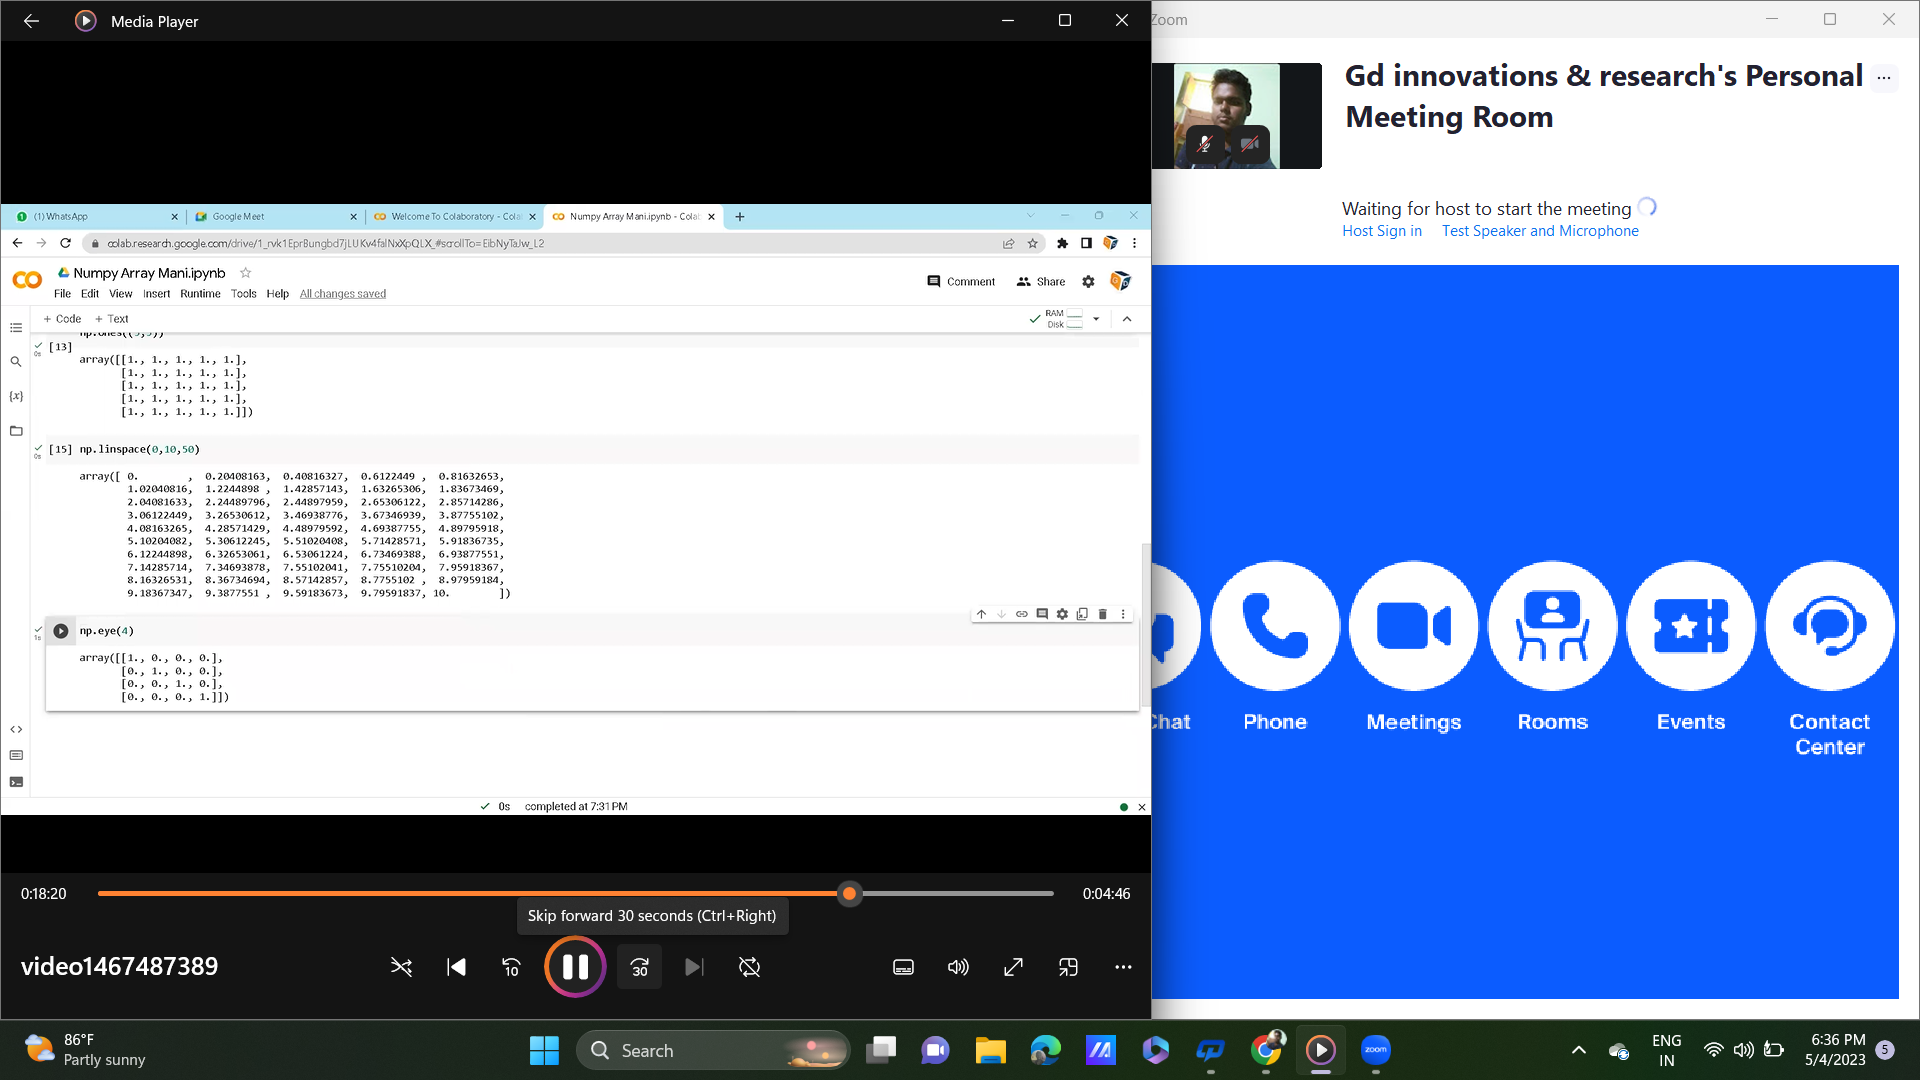 Media Player
(1) WhatsApp
Google Meet
Welcome To Colaboratory - Cola
Numpy Array Mani.ipynb - Cola
colab.research.google.com/drive/1_rvk1EprBungbd7jLUKv4falNxXpQLX_#scrollTo=EibNyTaJw_L2
Numpy Array Mani.ipynb
Comment
Share
File Edit View Insert Runtime Tools Help All changes saved
+ Code + Text
RAM
Disk
np.ones((5,5))
[13]
array([[1., 1., 1., 1., 1.],
[1., 1., 1., 1., 1.],
[1., 1., 1., 1., 1.],
[1., 1., 1., 1., 1.],
[1., 1., 1., 1., 1.]])
0s
[15] np.linspace(0,10,50)
0s
array([ 0. , 0.20408163, 0.40816327, 0.6122449 , 0.81632653,
1.02040816, 1.2244898 , 1.42857143, 1.63265306, 1.83673469,
2.04081633, 2.24489796, 2.44897959, 2.65306122, 2.85714286,
3.06122449, 3.26530612, 3.46938776, 3.67346939, 3.87755102,
4.08163265, 4.28571429, 4.48979592, 4.69387755, 4.89795918,
5.10204082, 5.30612245, 5.51020408, 5.71428571, 5.91836735,
6.12244898, 6.32653061, 6.53061224, 6.73469388, 6.93877551,
7.14285714, 7.34693878, 7.55102041, 7.75510204, 7.95918367,
8.16326531, 8.36734694, 8.57142857, 8.7755102 , 8.97959184,
9.18367347, 9.3877551 , 9.59183673, 9.79591837, 10. ])
np.eye(4)
1s
array([[1., 0., 0., 0.],
[0., 1., 0., 0.],
[0., 0., 1., 0.],
[0., 0., 0., 1.]])
0s completed at 7:31 PM
0:18:20
0:04:46
Skip forward 30 seconds (Ctrl+Right)
video1467487389
10
30
Zoom
Gd innovations & research's Personal
Meeting Room
Waiting for host to start the meeting
Host Sign in Test Speaker and Microphone
Chat
Phone
Meetings
Rooms
Events
Contact
Center
86°F
Partly sunny
Search
zoom
ENG
IN
6:36 PM
5/4/2023
5